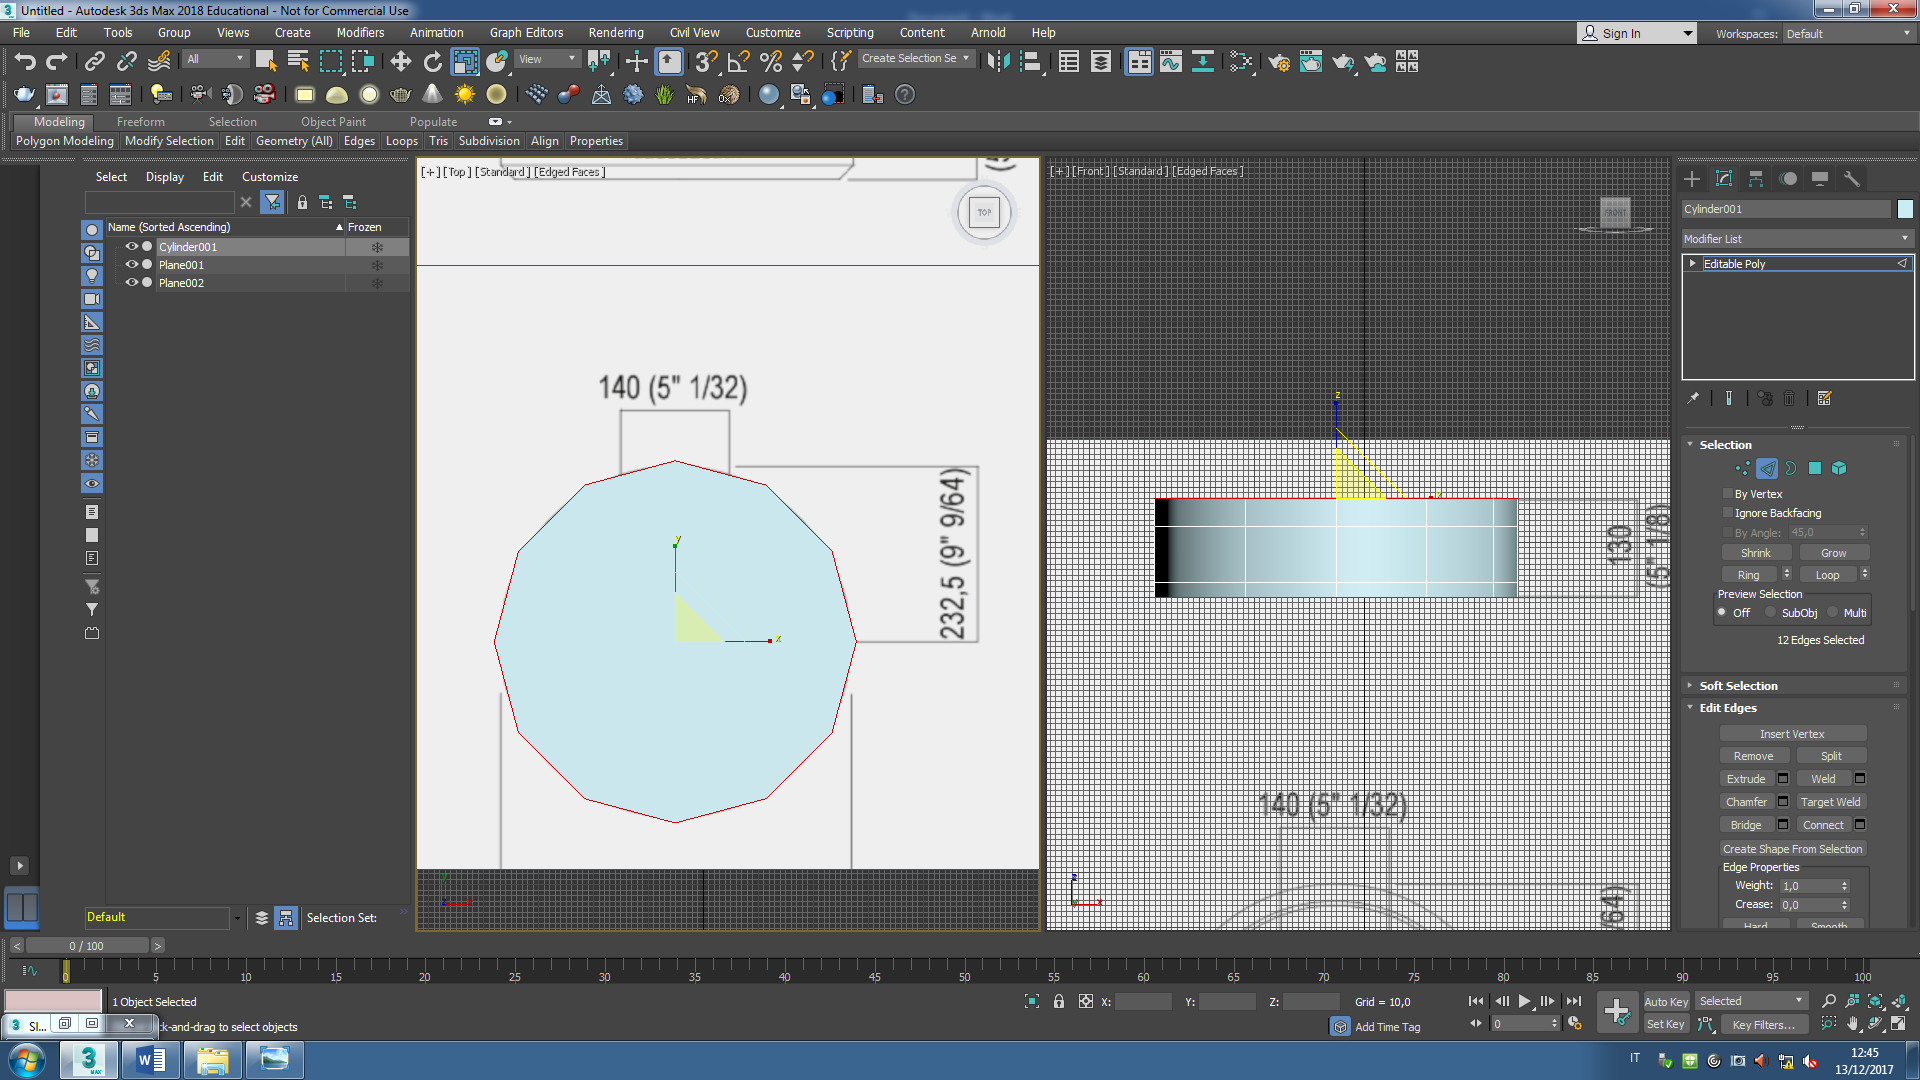 Untitled - Autodesk 3ds Max 2018 Educational - Not for Commercial Use
File Edit Tools Group Views Create Modifiers Animation Graph Editors Rendering Civil View Customize Scripting Content Arnold Help
Sign In Workspaces: Default
All View Create Selection Se
Modeling Freeform Selection Object Paint Populate
Polygon Modeling Modify Selection Edit Geometry (All) Edges Loops Tris Subdivision Align Properties
Select Display Edit Customize
Name (Sorted Ascending) Frozen
Cylinder001
Plane001
Plane002
Default Selection Set:
[+] [Top] [Standard] [Edged Faces]
TOP
140 (5" 1/32)
232,5 (9" 9/64)
y
x
[+] [Front] [Standard] [Edged Faces]
FRONT
z
x
130
(5" 1/8)
140 (5" 1/32)
/64)
Cylinder001
Modifier List
Editable Poly
Selection
By Vertex
Ignore Backfacing
By Angle: 45,0
Shrink Grow
Ring Loop
Preview Selection
Off SubObj Multi
12 Edges Selected
Soft Selection
Edit Edges
Insert Vertex
Remove Split
Extrude Weld
Chamfer Target Weld
Bridge Connect
Create Shape From Selection
Edge Properties
Weight: 1,0
Crease: 0,0
Hard Smooth
< 0 / 100 >
0 5 10 15 20 25 30 35 40 45 50 55 60 65 70 75 80 85 90 95 100
1 Object Selected X: Y: Z: Grid = 10,0 Auto Key Selected
ck-and-drag to select objects Add Time Tag 0 Set Key Key Filters...
3 Sl...
3 MAX
IT
12:45
13/12/2017